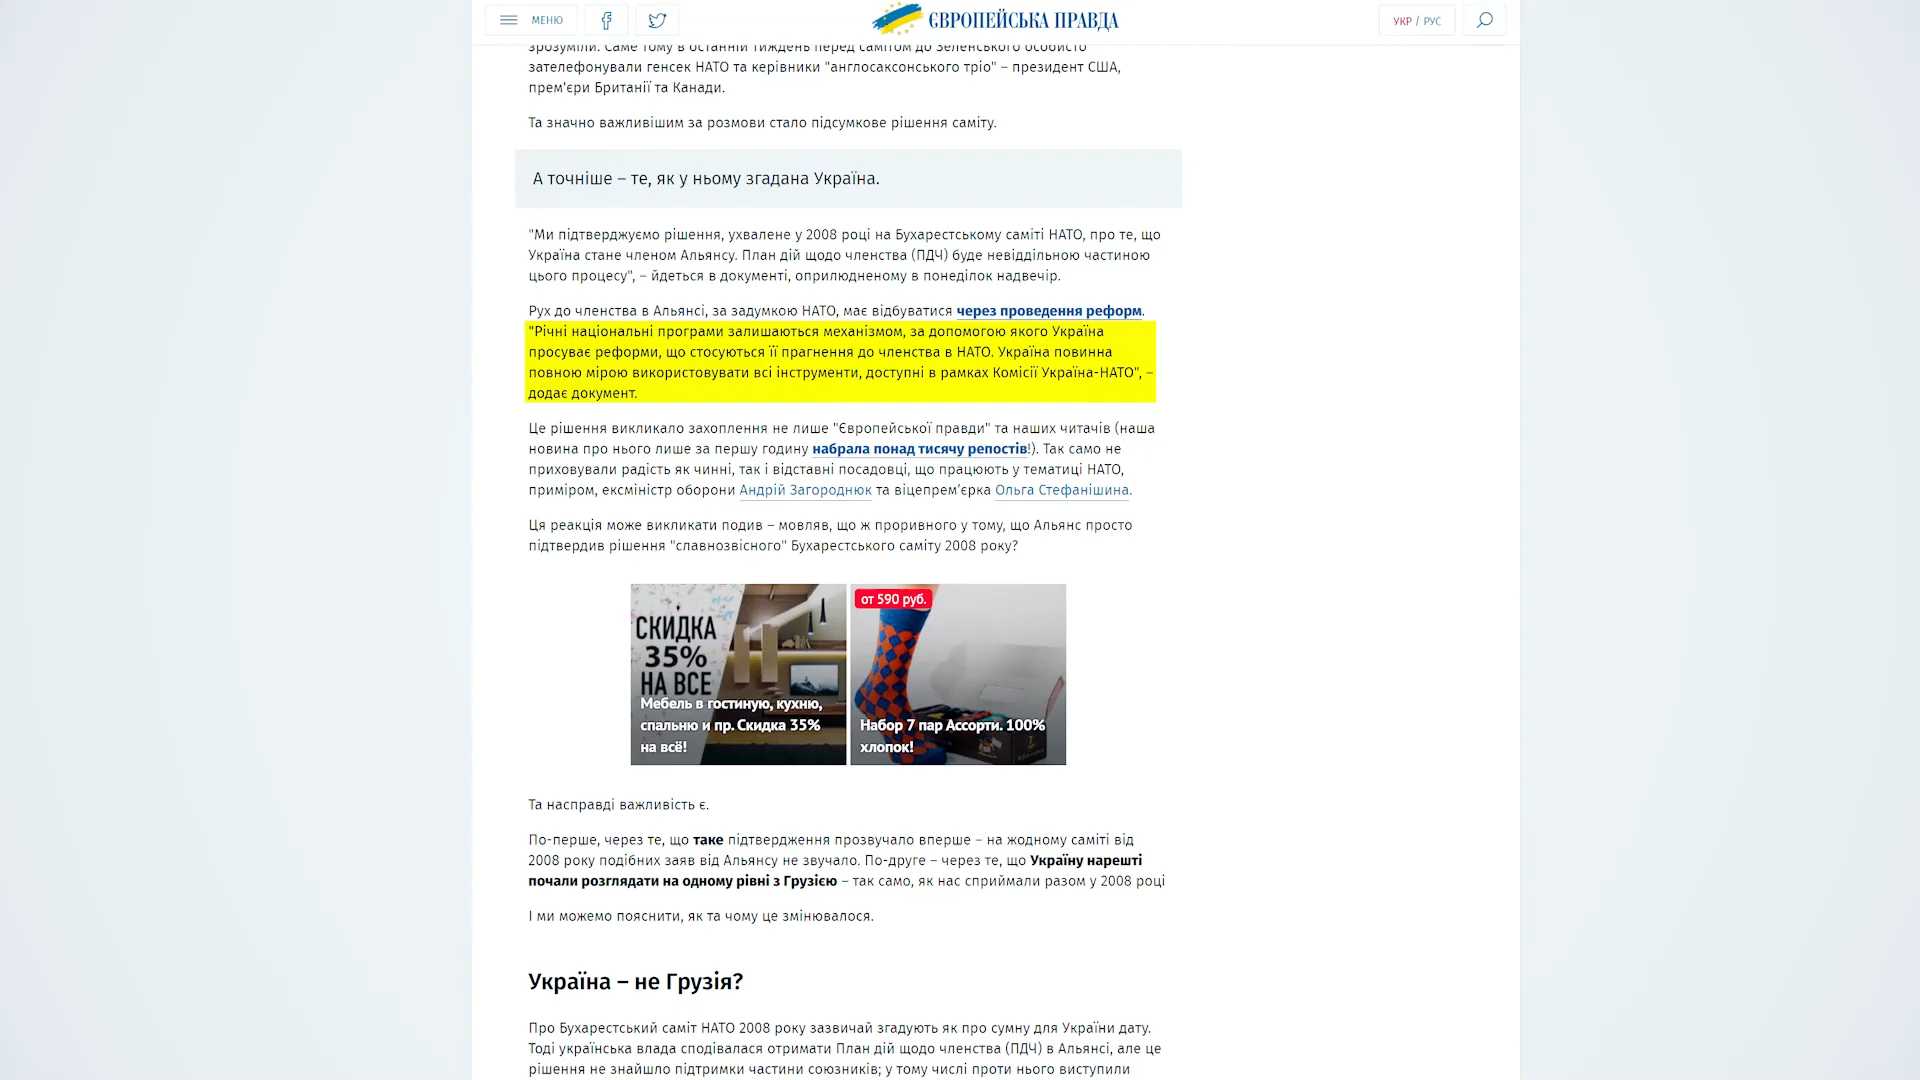 МЕНЮ
ЄВРОПЕЙСЬКА ПРАВДА
УКР / РУС
зрозуміли. Саме тому в останній тиждень перед самітом до Зеленського особисто
зателефонували генсек НАТО та керівники "англосаксонського тріо" – президент США,
прем'єри Британії та Канади.
Та значно важливішим за розмови стало підсумкове рішення саміту.
А точніше – те, як у ньому згадана Україна.
"Ми підтверджуємо рішення, ухвалене у 2008 році на Бухарестському саміті НАТО, про те, що
Україна стане членом Альянсу. План дій щодо членства (ПДЧ) буде невіддільною частиною
цього процесу", – йдеться в документі, оприлюдненому в понеділок надвечір.
Рух до членства в Альянсі, за задумкою НАТО, має відбуватися через проведення реформ.
"Річні національні програми залишаються механізмом, за допомогою якого Україна
просуває реформи, що стосуються її прагнення до членства в НАТО. Україна повинна
повною мірою використовувати всі інструменти, доступні в рамках Комісії Україна-НАТО", –
додає документ.
Це рішення викликало захоплення не лише "Європейської правди" та наших читачів (наша
новина про нього лише за першу годину набрала понад тисячу репостів!). Так само не
приховували радість як чинні, так і відставні посадовці, що працюють у тематиці НАТО,
приміром, ексміністр оборони Андрій Загороднюк та віцепрем’єрка Ольга Стефанішина.
Ця реакція може викликати подив – мовляв, що ж проривного у тому, що Альянс просто
підтвердив рішення "славнозвісного" Бухарестського саміту 2008 року?
СКИДКА
35%
НА ВСЕ
Мебель в гостиную, кухню,
спальню и пр. Скидка 35%
на всё!
от 590 руб.
Набор 7 пар Ассорти. 100%
хлопок!
Та насправді важливість є.
По-перше, через те, що таке підтвердження прозвучало вперше – на жодному саміті від
2008 року подібних заяв від Альянсу не звучало. По-друге – через те, що Україну нарешті
почали розглядати на одному рівні з Грузією – так само, як нас сприймали разом у 2008 році
І ми можемо пояснити, як та чому це змінювалося.
Україна – не Грузія?
Про Бухарестський саміт НАТО 2008 року зазвичай згадують як про сумну для України дату.
Тоді українська влада сподівалася отримати План дій щодо членства (ПДЧ) в Альянсі, але це
рішення не знайшло підтримки частини союзників; у тому числі проти нього виступили